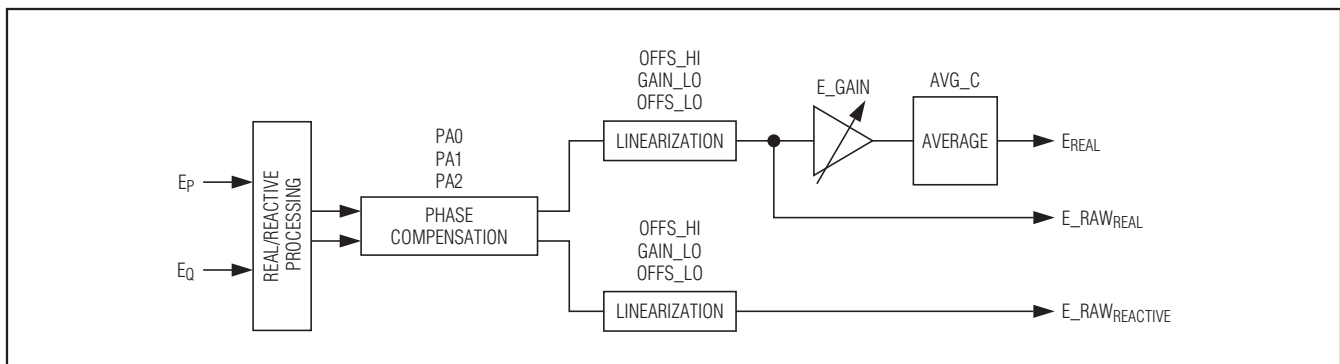 EP
EQ
REAL/REACTIVE
PROCESSING
PA0
PA1
PA2
PHASE
COMPENSATION
OFFS_HI
GAIN_LO
OFFS_LO
LINEARIZATION
E_GAIN
AVG_C
AVERAGE
EREAL
E_RAWREAL
OFFS_HI
GAIN_LO
OFFS_LO
LINEARIZATION
E_RAWREACTIVE